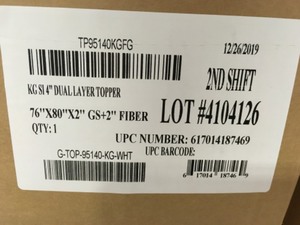 TP95140KGFG
12/26/2019
KG SI 4" DUAL LAYER TOPPER
2ND SHIFT
76"X80"X2" GS+2" FIBER
LOT #4104126
QTY: 1
UPC NUMBER: 617014187469
G-TOP-95140-KG-WHT
UPC BARCODE:
6 17014 18746 9